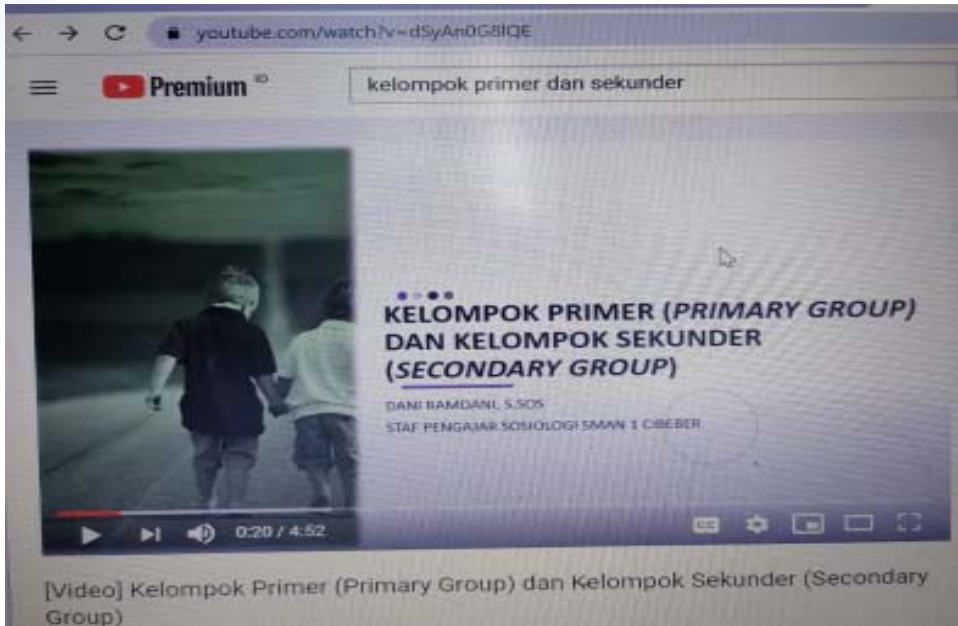 youtube.com/watch?v=dSyAn0G8lQE
Premium ID
kelompok primer dan sekunder
KELOMPOK PRIMER (PRIMARY GROUP)
DAN KELOMPOK SEKUNDER
(SECONDARY GROUP)
DANI RAMDANI, S.SOS
STAF PENGAJAR SOSIOLOGI SMAN 1 CIBEBER
0:20 / 4:52
CC
[Video] Kelompok Primer (Primary Group) dan Kelompok Sekunder (Secondary
Group)